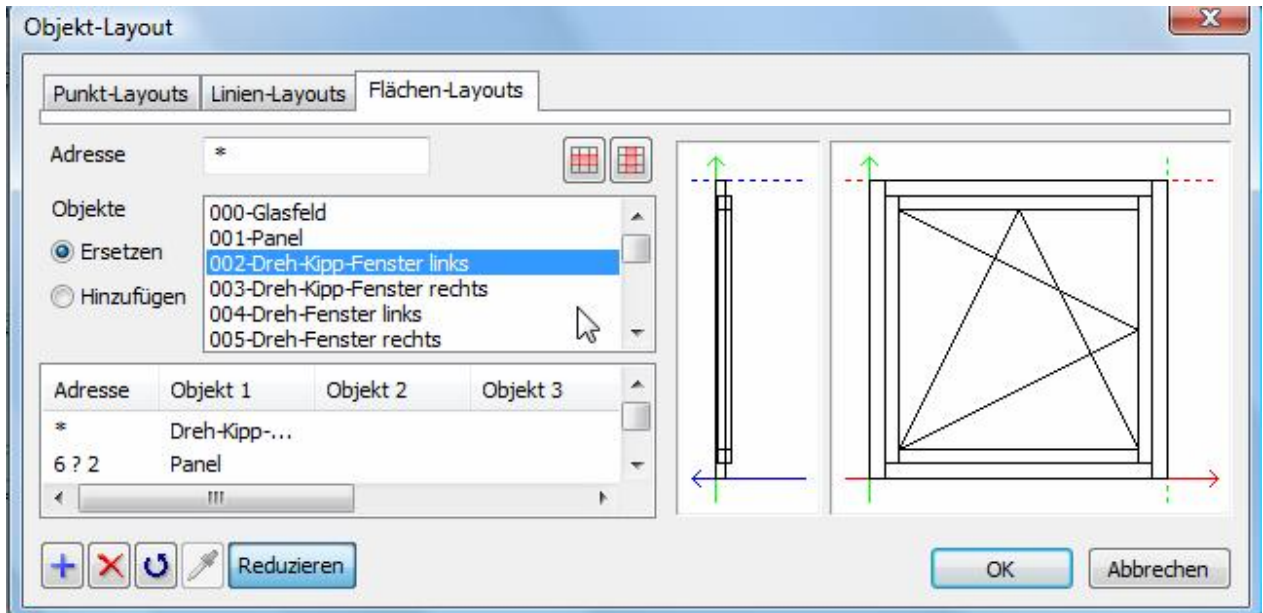 Objekt-Layout
Punkt-Layouts Linien-Layouts Flächen-Layouts
Adresse *
Objekte
Ersetzen
Hinzufügen
000-Glasfeld
001-Panel
002-Dreh-Kipp-Fenster links
003-Dreh-Kipp-Fenster rechts
004-Dreh-Fenster links
005-Dreh-Fenster rechts
Adresse Objekt 1 Objekt 2 Objekt 3
* Dreh-Kipp-...
6 ? 2 Panel
Reduzieren OK Abbrechen